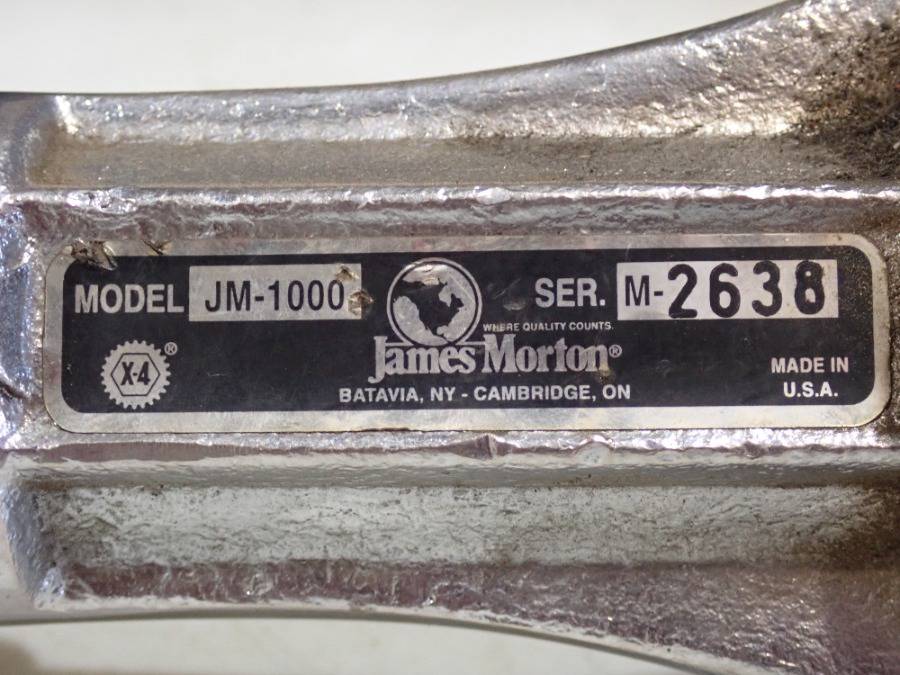 MODEL JM-1000 SER. M-2638
WHERE QUALITY COUNTS.
James Morton®
X-4®
BATAVIA, NY - CAMBRIDGE, ON
MADE IN
U.S.A.